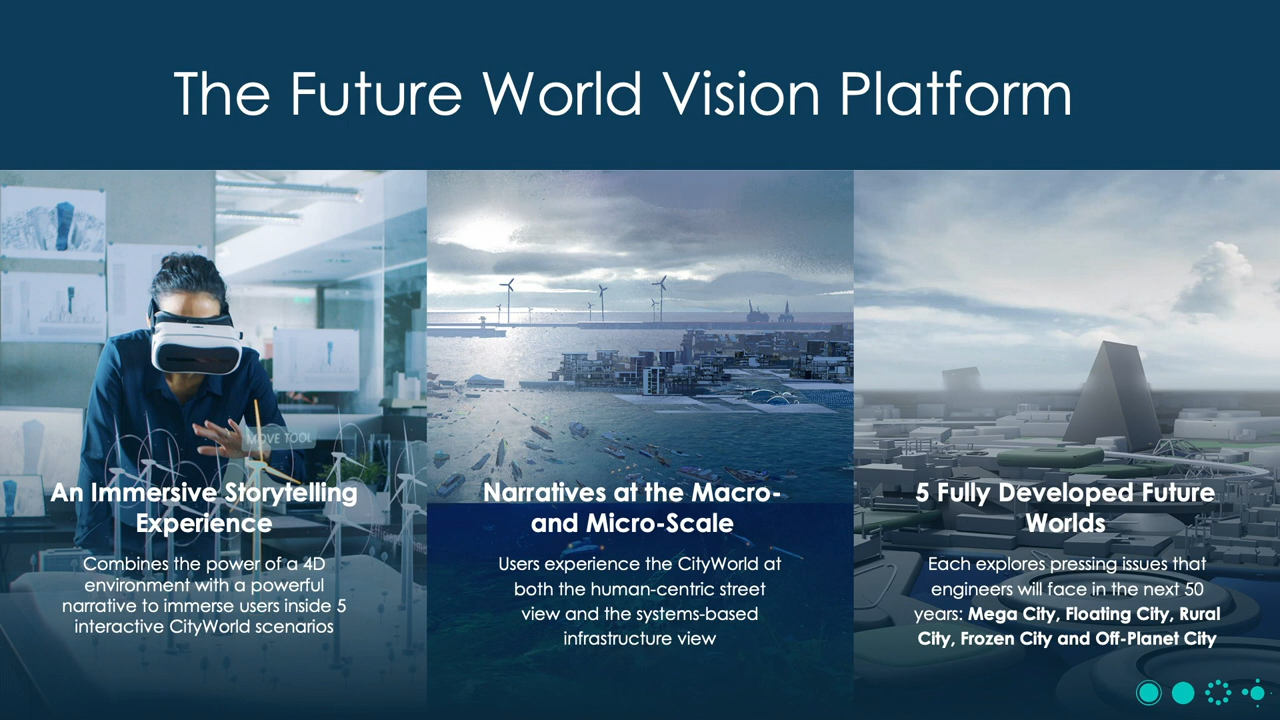 The Future World Vision Platform
MOVE TOOL
An Immersive Storytelling
Experience
Combines the power of a 4D
environment with a powerful
narrative to immerse users inside 5
interactive CityWorld scenarios
Narratives at the Macro-
and Micro-Scale
Users experience the CityWorld at
both the human-centric street
view and the systems-based
infrastructure view
5 Fully Developed Future
Worlds
Each explores pressing issues that
engineers will face in the next 50
years: Mega City, Floating City, Rural
City, Frozen City and Off-Planet City